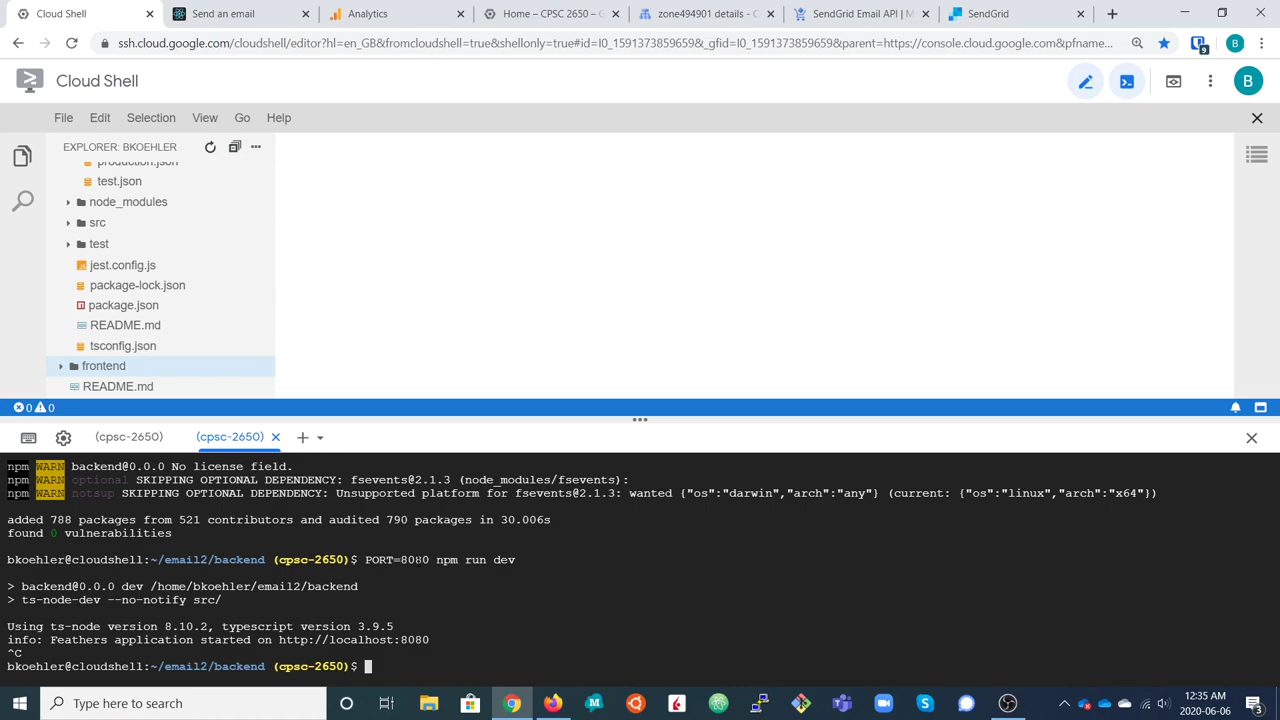 Cloud Shell
Send an email
Analytics
Home – CPSC 2650 – G
zone494901 details - C
SendGrid Email API | M
SendGrid
ssh.cloud.google.com/cloudshell/editor?hl=en_GB&fromcloudshell=true&shellonly=true#id=I0_1591373859659&_gfid=I0_1591373859659&parent=https://console.cloud.google.com&pfname...
9
B
Cloud Shell
B
File Edit Selection View Go Help
EXPLORER: BKOEHLER
production.json
test.json
node_modules
src
test
jest.config.js
package-lock.json
package.json
README.md
tsconfig.json
frontend
README.md
0 0
(cpsc-2650) (cpsc-2650)
npm WARN backend@0.0.0 No license field.
npm WARN optional SKIPPING OPTIONAL DEPENDENCY: fsevents@2.1.3 (node_modules/fsevents):
npm WARN notsup SKIPPING OPTIONAL DEPENDENCY: Unsupported platform for fsevents@2.1.3: wanted {"os":"darwin","arch":"any"} (current: {"os":"linux","arch":"x64"})
added 788 packages from 521 contributors and audited 790 packages in 30.006s
found 0 vulnerabilities
bkoehler@cloudshell:~/email2/backend (cpsc-2650)$ PORT=8080 npm run dev
> backend@0.0.0 dev /home/bkoehler/email2/backend
> ts-node-dev --no-notify src/
Using ts-node version 8.10.2, typescript version 3.9.5
info: Feathers application started on http://localhost:8080
^C
bkoehler@cloudshell:~/email2/backend (cpsc-2650)$
Type here to search
12:35 AM
2020-06-06
3